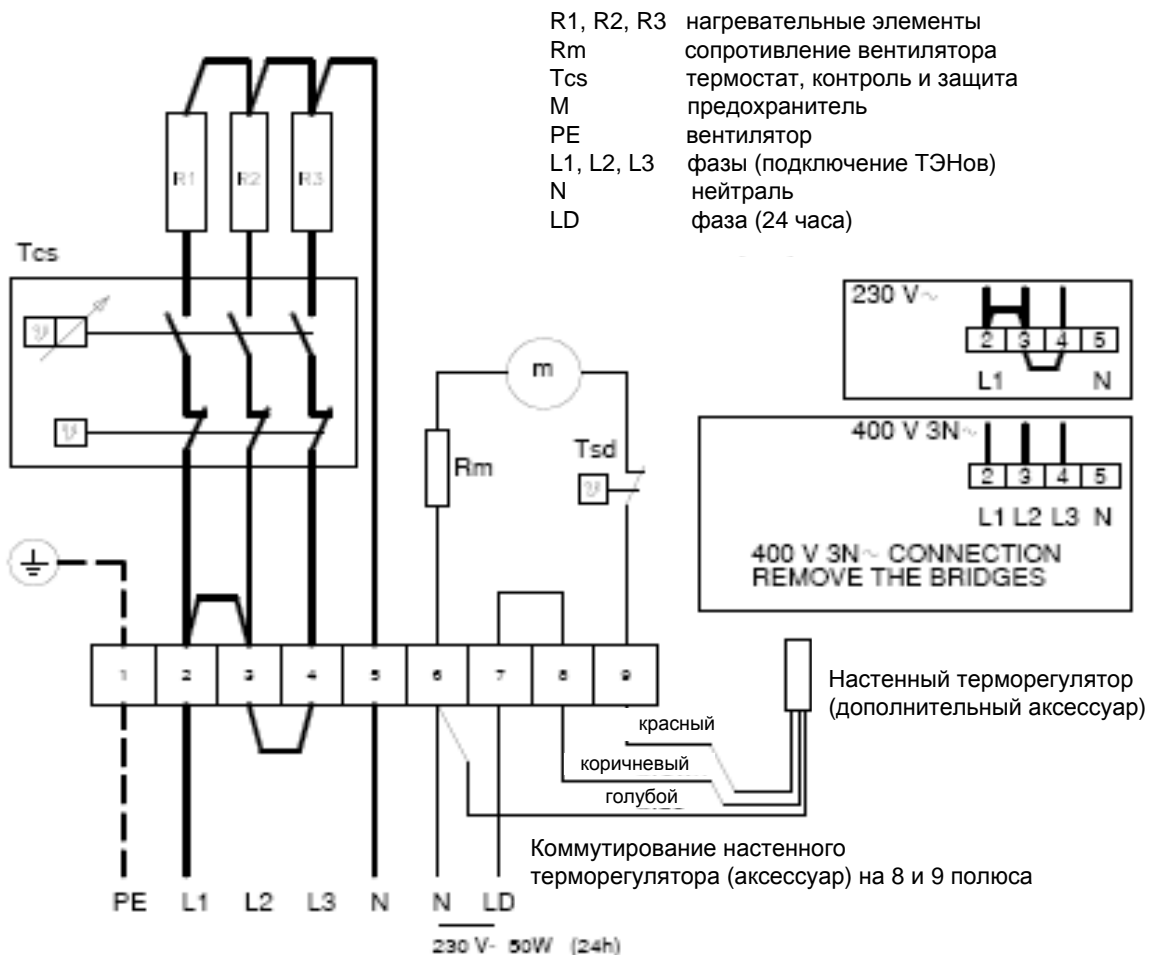 R1, R2, R3 нагревательные элементы
Rm сопротивление вентилятора
Tcs термостат, контроль и защита
M предохранитель
PE вентилятор
L1, L2, L3 фазы (подключение ТЭНов)
N нейтраль
LD фаза (24 часа)
R1 R2 R3
Tcs
230 V~
2 3 4 5
L1 N
m
400 V 3N~
Tsd
Rm
2 3 4 5
L1 L2 L3 N
400 V 3N~ CONNECTION
REMOVE THE BRIDGES
1 2 3 4 5 6 7 8 9
Настенный терморегулятор
(дополнительный аксессуар)
красный
коричневый
голубой
Коммутирование настенного
терморегулятора (аксессуар) на 8 и 9 полюса
PE L1 L2 L3 N N LD
230 V- 50W (24h)